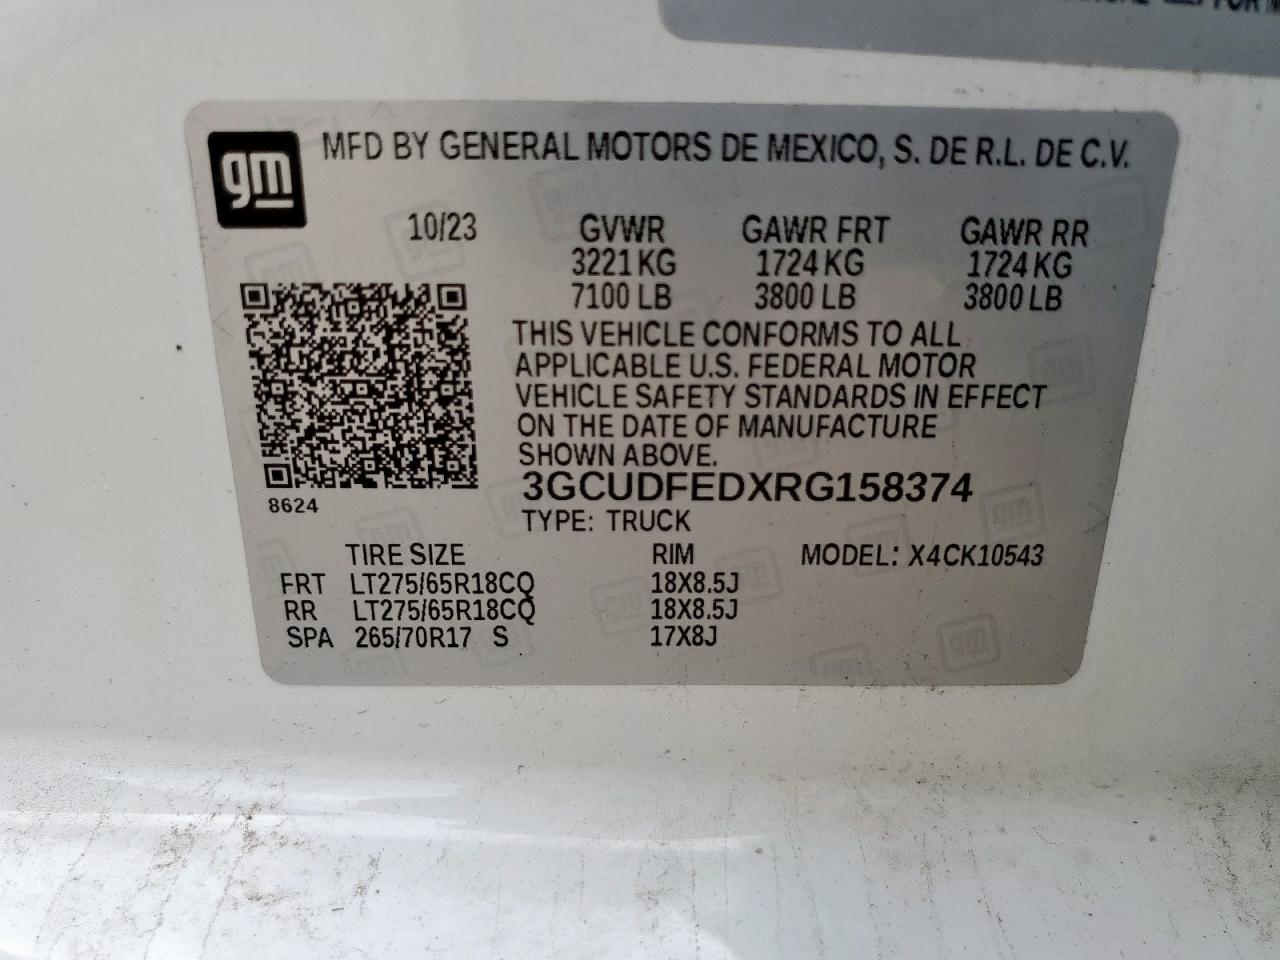 gm MFD BY GENERAL MOTORS DE MEXICO, S. DE R.L. DE C.V.
10/23 GVWR GAWR FRT GAWR RR
3221 KG 1724 KG 1724 KG
7100 LB 3800 LB 3800 LB
THIS VEHICLE CONFORMS TO ALL
APPLICABLE U.S. FEDERAL MOTOR
VEHICLE SAFETY STANDARDS IN EFFECT
ON THE DATE OF MANUFACTURE
SHOWN ABOVE.
3GCUDFEDXRG158374
8624
TYPE: TRUCK
TIRE SIZE RIM MODEL: X4CK10543
FRT LT275/65R18CQ 18X8.5J
RR LT275/65R18CQ 18X8.5J
SPA 265/70R17 S 17X8J